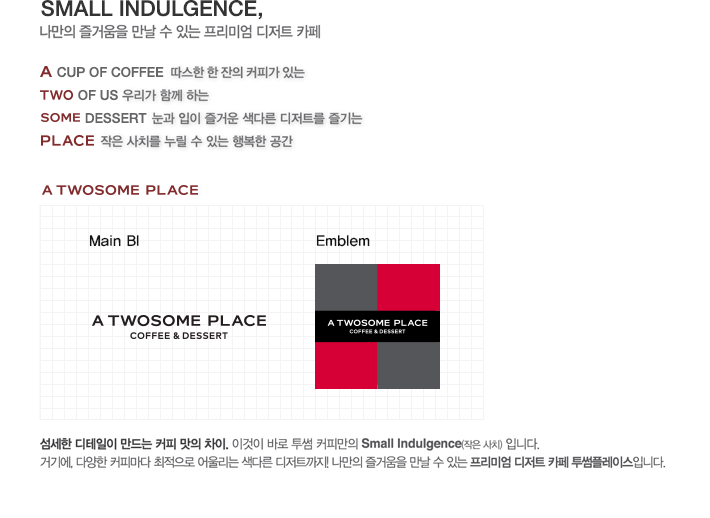 SMALL INDULGENCE,
나만의 즐거움을 만날 수 있는 프리미엄 디저트 카페
A CUP OF COFFEE 따스한 한 잔의 커피가 있는
TWO OF US 우리가 함께 하는
SOME DESSERT 눈과 입이 즐거운 색다른 디저트를 즐기는
PLACE 작은 사치를 누릴 수 있는 행복한 공간
A TWOSOME PLACE
Main BI
Emblem
A TWOSOME PLACE
COFFEE & DESSERT
A TWOSOME PLACE
COFFEE & DESSERT
섬세한 디테일이 만드는 커피 맛의 차이. 이것이 바로 투썸 커피만의 Small Indulgence(작은 사치) 입니다.
거기에, 다양한 커피마다 최적으로 어울리는 색다른 디저트까지! 나만의 즐거움을 만날 수 있는 프리미엄 디저트 카페 투썸플레이스입니다.